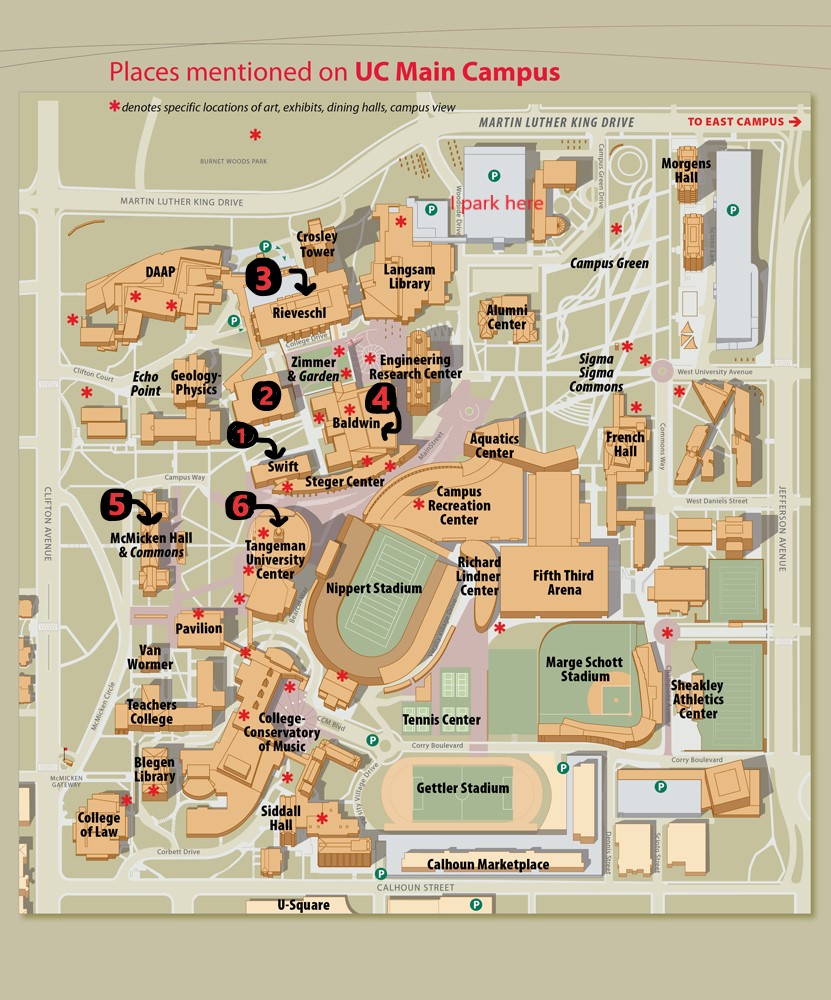 Places mentioned on UC Main Campus
*denotes specific locations of art, exhibits, dining halls, campus view
MARTIN LUTHER KING DRIVE
TO EAST CAMPUS →
BURNET WOODS PARK
Morgens
Hall
P
P
P
Woodside Drive
I park here
Campus Green Drive
MARTIN LUTHER KING DRIVE
Crosley
Tower
P
DAAP
3
Langsam
Library
Campus Green
Rieveschl
Alumni
Center
P
College Drive
Zimmer
& Garden
Engineering
Research Center
Sigma
Sigma
Commons
West University Avenue
Clifton Court
Echo
Point
Geology-
Physics
2
4
Baldwin
1
MainStreet
Aquatics
Center
French
Hall
Commons Way
Swift
Steger Center
Campus Way
Campus
Recreation
Center
West Daniels Street
CLIFTON AVENUE
JEFFERSON AVENUE
5
6
McMicken Hall
& Commons
Tangeman
University
Center
Nippert Stadium
Richard
Lindner
Center
Fifth Third
Arena
Pavilion
Van
Wormer
Marge Schott
Stadium
Sheakley
Athletics
Center
McMicken Circle
Teachers
College
College-
Conservatory
of Music
CCM Blvd
Tennis Center
P
Corry Boulevard
Corry Boulevard
McMICKEN
GATEWAY
Blegen
Library
P
P
Gettler Stadium
College
of Law
Siddall
Hall
Corbett Drive
Calhoun Marketplace
P
CALHOUN STREET
U-Square
P